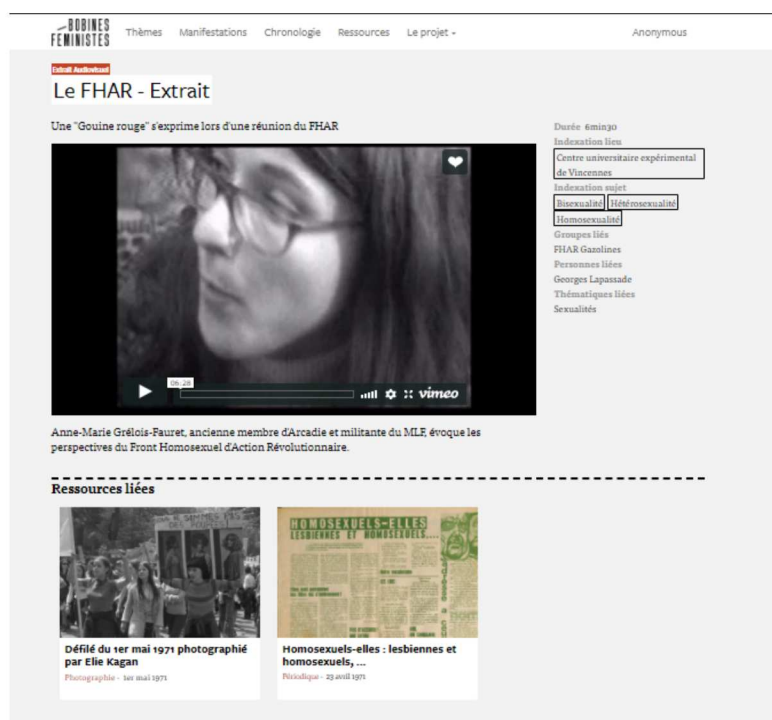 BOBINES
FEMINISTES
Thèmes Manifestations Chronologie Ressources Le projet
Anonymous
Extrait Audiovisuel
Le FHAR - Extrait
Une "Gouine rouge" s'exprime lors d'une réunion du FHAR
06:28
vimeo
Anne-Marie Grélois-Fauret, ancienne membre d'Arcadie et militante du MLF, évoque les
perspectives du Front Homosexuel d'Action Révolutionnaire.
Durée 6min30
Indexation lieu
Centre universitaire expérimental
de Vincennes
Indexation sujet
Bisexualité Hétérosexualité
Homosexualité
Groupes liés
FHAR Gazolines
Personnes liées
Georges Lapassade
Thématiques liées
Sexualités
Ressources liées
DES POUPÉES
Défilé du 1er mai 1971 photographié
par Elie Kagan
Photographie - 1er mai 1971
HOMOSEXUELS-ELLES
LESBIENNES ET HOMOSEXUELS,...
Homosexuels-elles : lesbiennes et
homosexuels, ...
Périodique - 23 avril 1971